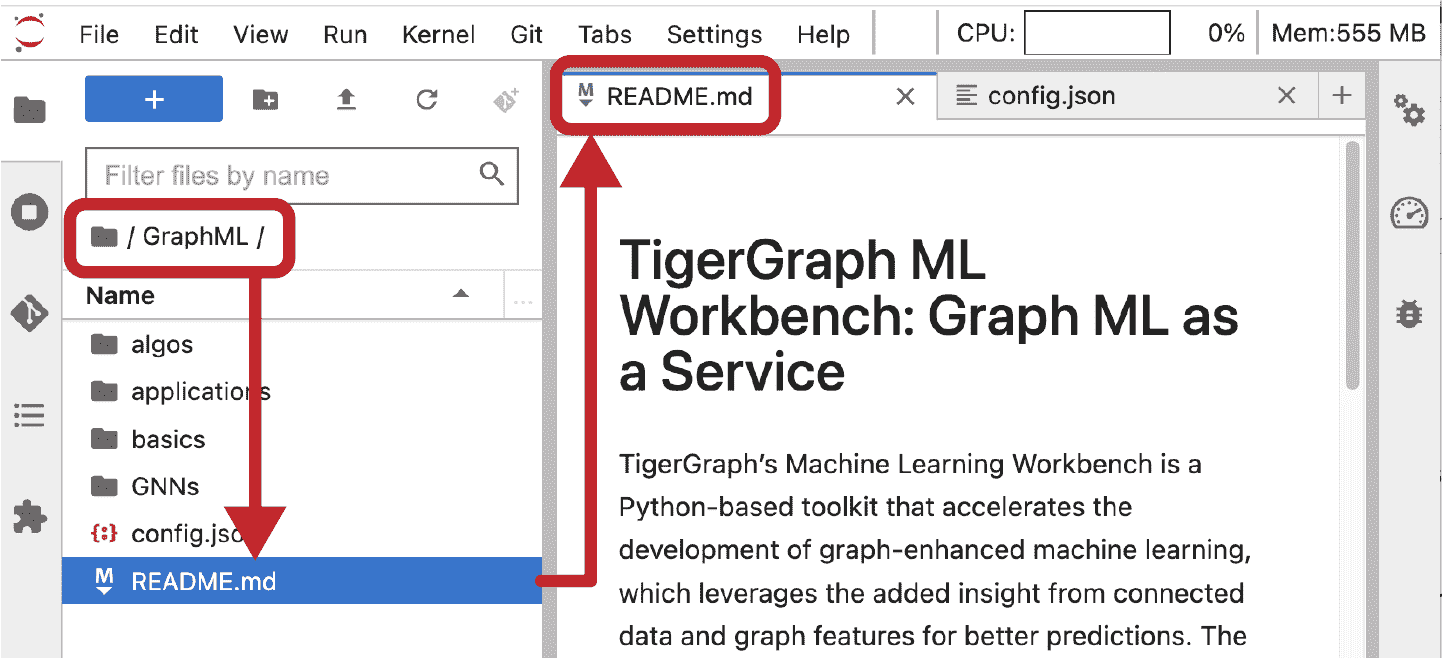 File Edit View Run Kernel Git Tabs Settings Help CPU: 0% Mem:555 MB
README.md config.json
Filter files by name
/ GraphML /
Name ...
algos
applications
basics
GNNs
config.json
README.md
TigerGraph ML
Workbench: Graph ML as
a Service
TigerGraph’s Machine Learning Workbench is a
Python-based toolkit that accelerates the
development of graph-enhanced machine learning,
which leverages the added insight from connected
data and graph features for better predictions. The